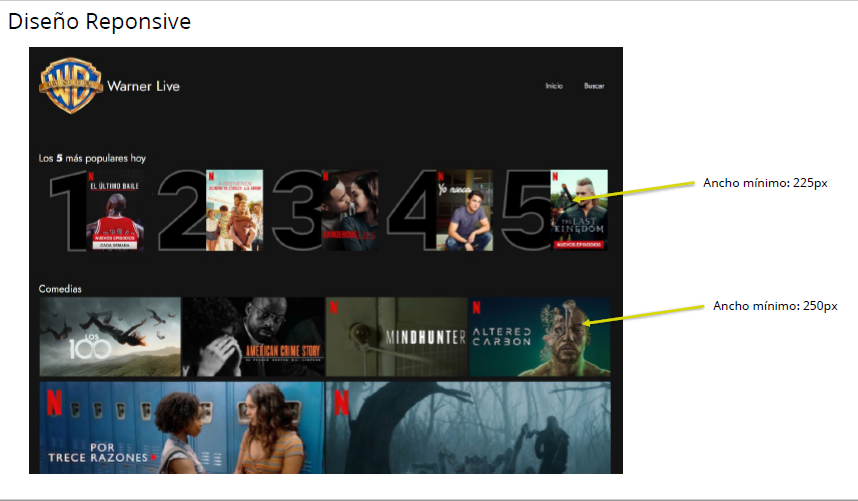 Diseño Reponsive
WB
Warner Live
Inicio
Buscar
Los 5 más populares hoy
1
N
EL ÚLTIMO BAILE
NUEVOS EPISODIOS
CADA SEMANA
2
N
3
N
4
N
Yo nunca
5
N
THE LAST
KINGDOM
NUEVOS EPISODIOS
Ancho mínimo: 225px
Comedias
LOS
100
AMERICAN CRIME STORY
N
MINDHUNTER
N
ALTERED
CARBON
Ancho mínimo: 250px
N
POR
TRECE RAZONES
N